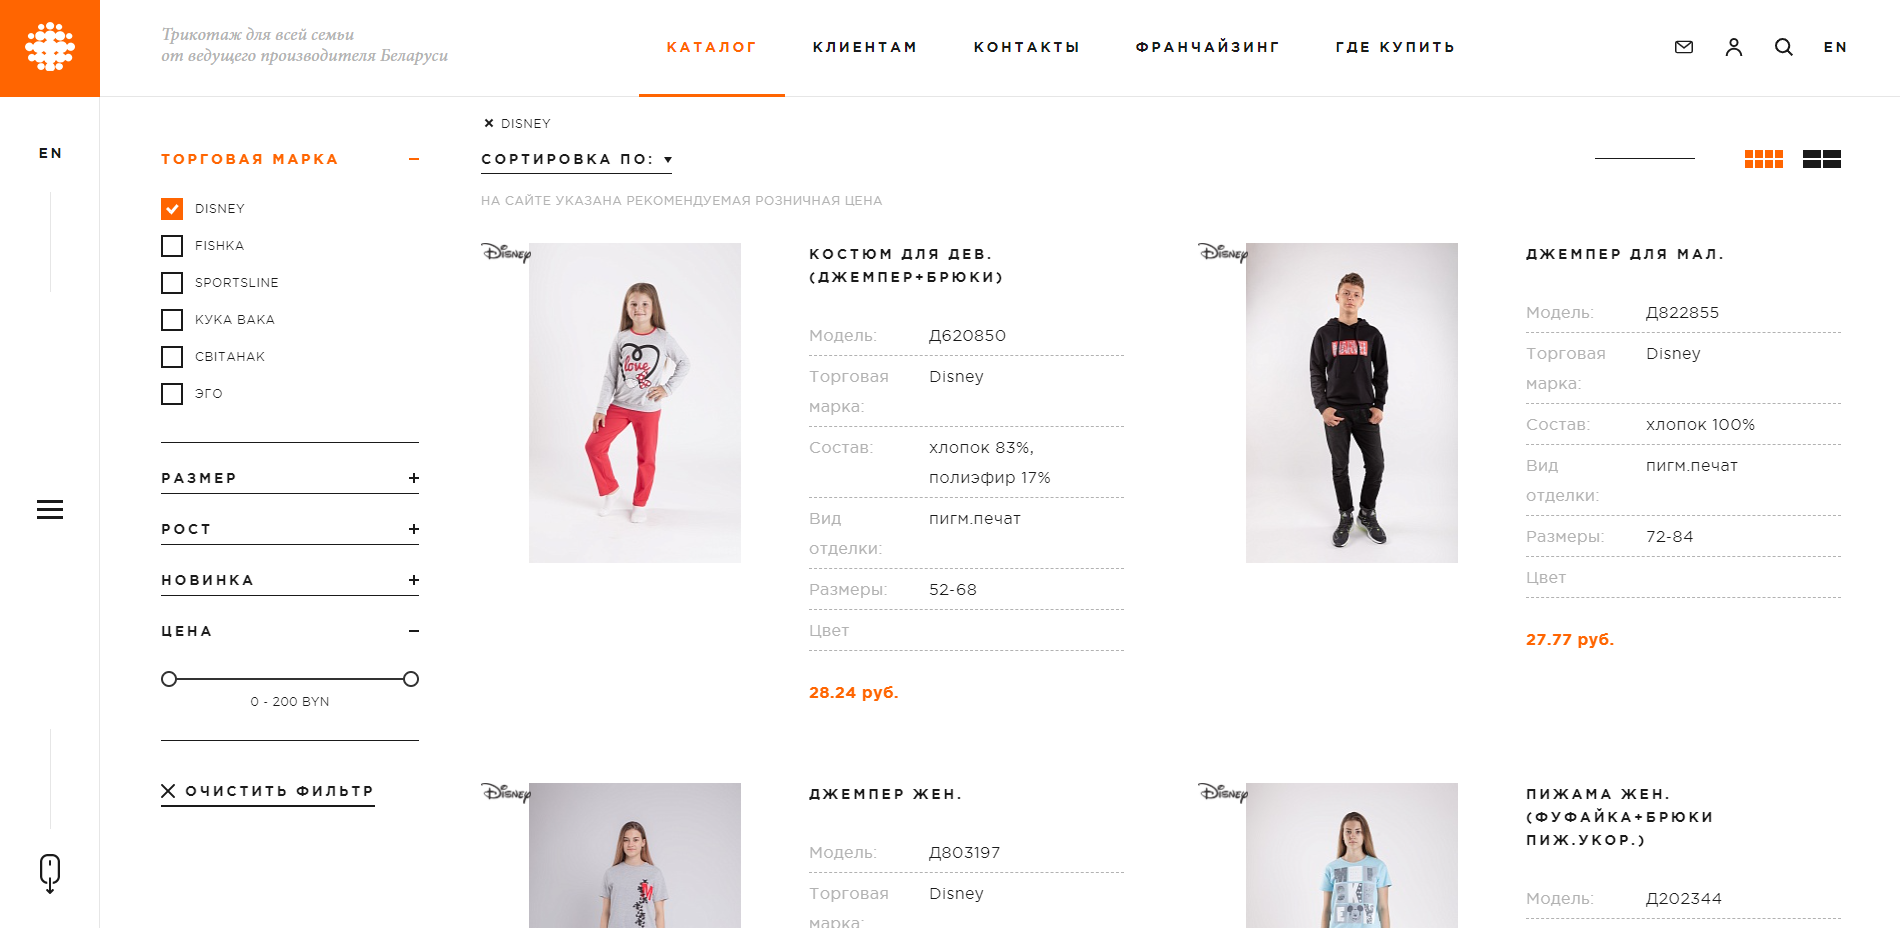 Трикотаж для всей семьи
от ведущего производителя Беларуси
КАТАЛОГ
КЛИЕНТАМ
КОНТАКТЫ
ФРАНЧАЙЗИНГ
ГДЕ КУПИТЬ
EN
EN
ТОРГОВАЯ МАРКА
DISNEY
FISHKA
SPORTSLINE
КУКА ВАКА
СВIТАНАК
ЭГО
РАЗМЕР
РОСТ
НОВИНКА
ЦЕНА
0 - 200 BYN
ОЧИСТИТЬ ФИЛЬТР
DISNEY
СОРТИРОВКА ПО:
НА САЙТЕ УКАЗАНА РЕКОМЕНДУЕМАЯ РОЗНИЧНАЯ ЦЕНА
Disney
love
КОСТЮМ ДЛЯ ДЕВ.
(ДЖЕМПЕР+БРЮКИ)
Модель: Д620850
Торговая Disney
марка:
Состав: хлопок 83%,
полиэфир 17%
Вид пигм.печат
отделки:
Размеры: 52-68
Цвет
28.24 руб.
Disney
ДЖЕМПЕР ДЛЯ МАЛ.
Модель: Д822855
Торговая Disney
марка:
Состав: хлопок 100%
Вид пигм.печат
отделки:
Размеры: 72-84
Цвет
27.77 руб.
Disney
M
ДЖЕМПЕР ЖЕН.
Модель: Д803197
Торговая Disney
марка:
Disney
ПИЖАМА ЖЕН.
(ФУФАЙКА+БРЮКИ
ПИЖ.УКОР.)
Модель: Д202344